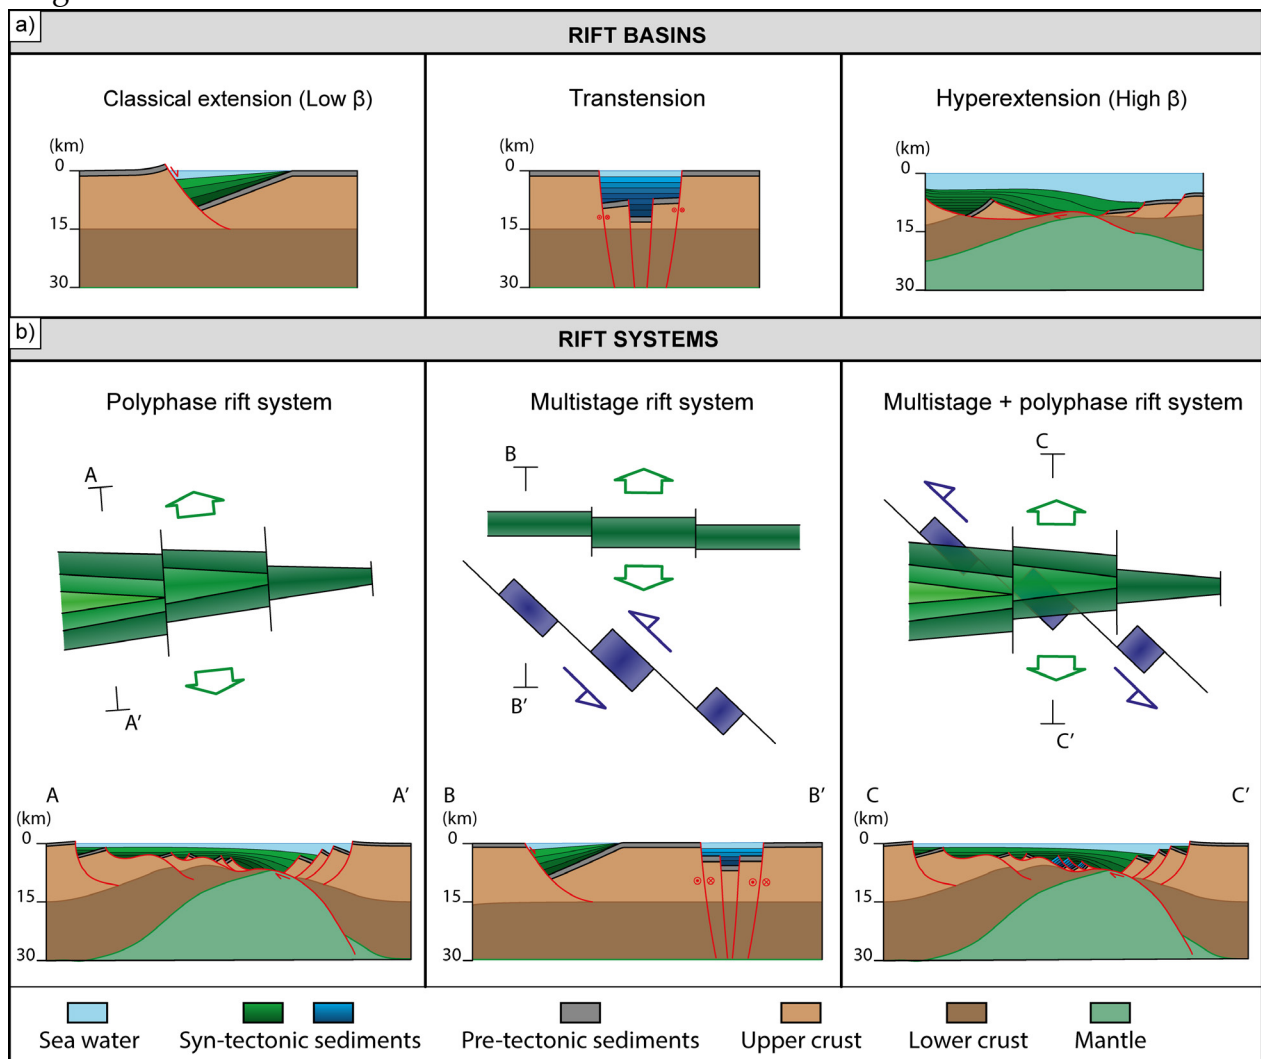 a)
RIFT BASINS
Classical extension (Low β)
Transtension
Hyperextension (High β)
(km)
0
15
30
(km)
0
15
30
(km)
0
15
30
b)
RIFT SYSTEMS
Polyphase rift system
Multistage rift system
Multistage + polyphase rift system
A
A'
B
B'
C
C'
A A'
(km)
0
15
30
B B'
(km)
0
15
30
C C'
(km)
0
15
30
Sea water
Syn-tectonic sediments
Pre-tectonic sediments
Upper crust
Lower crust
Mantle